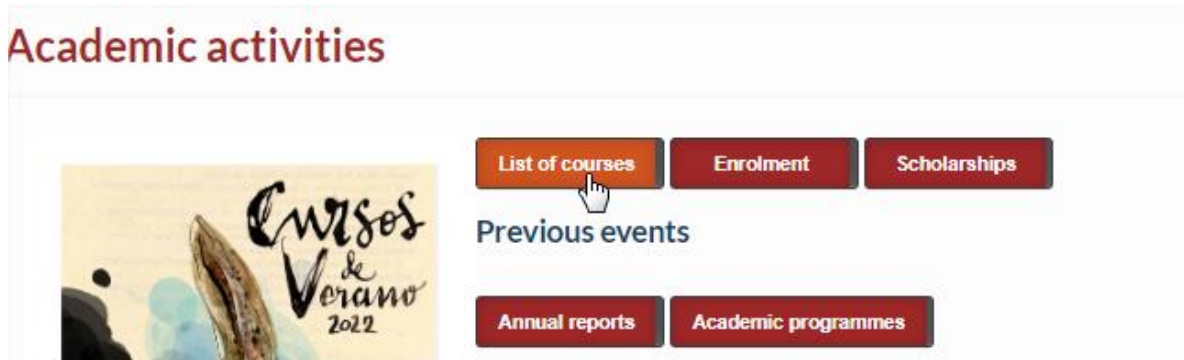 Academic activities
List of courses Enrolment Scholarships
Cursos
de
Verano
2022
Previous events
Annual reports Academic programmes